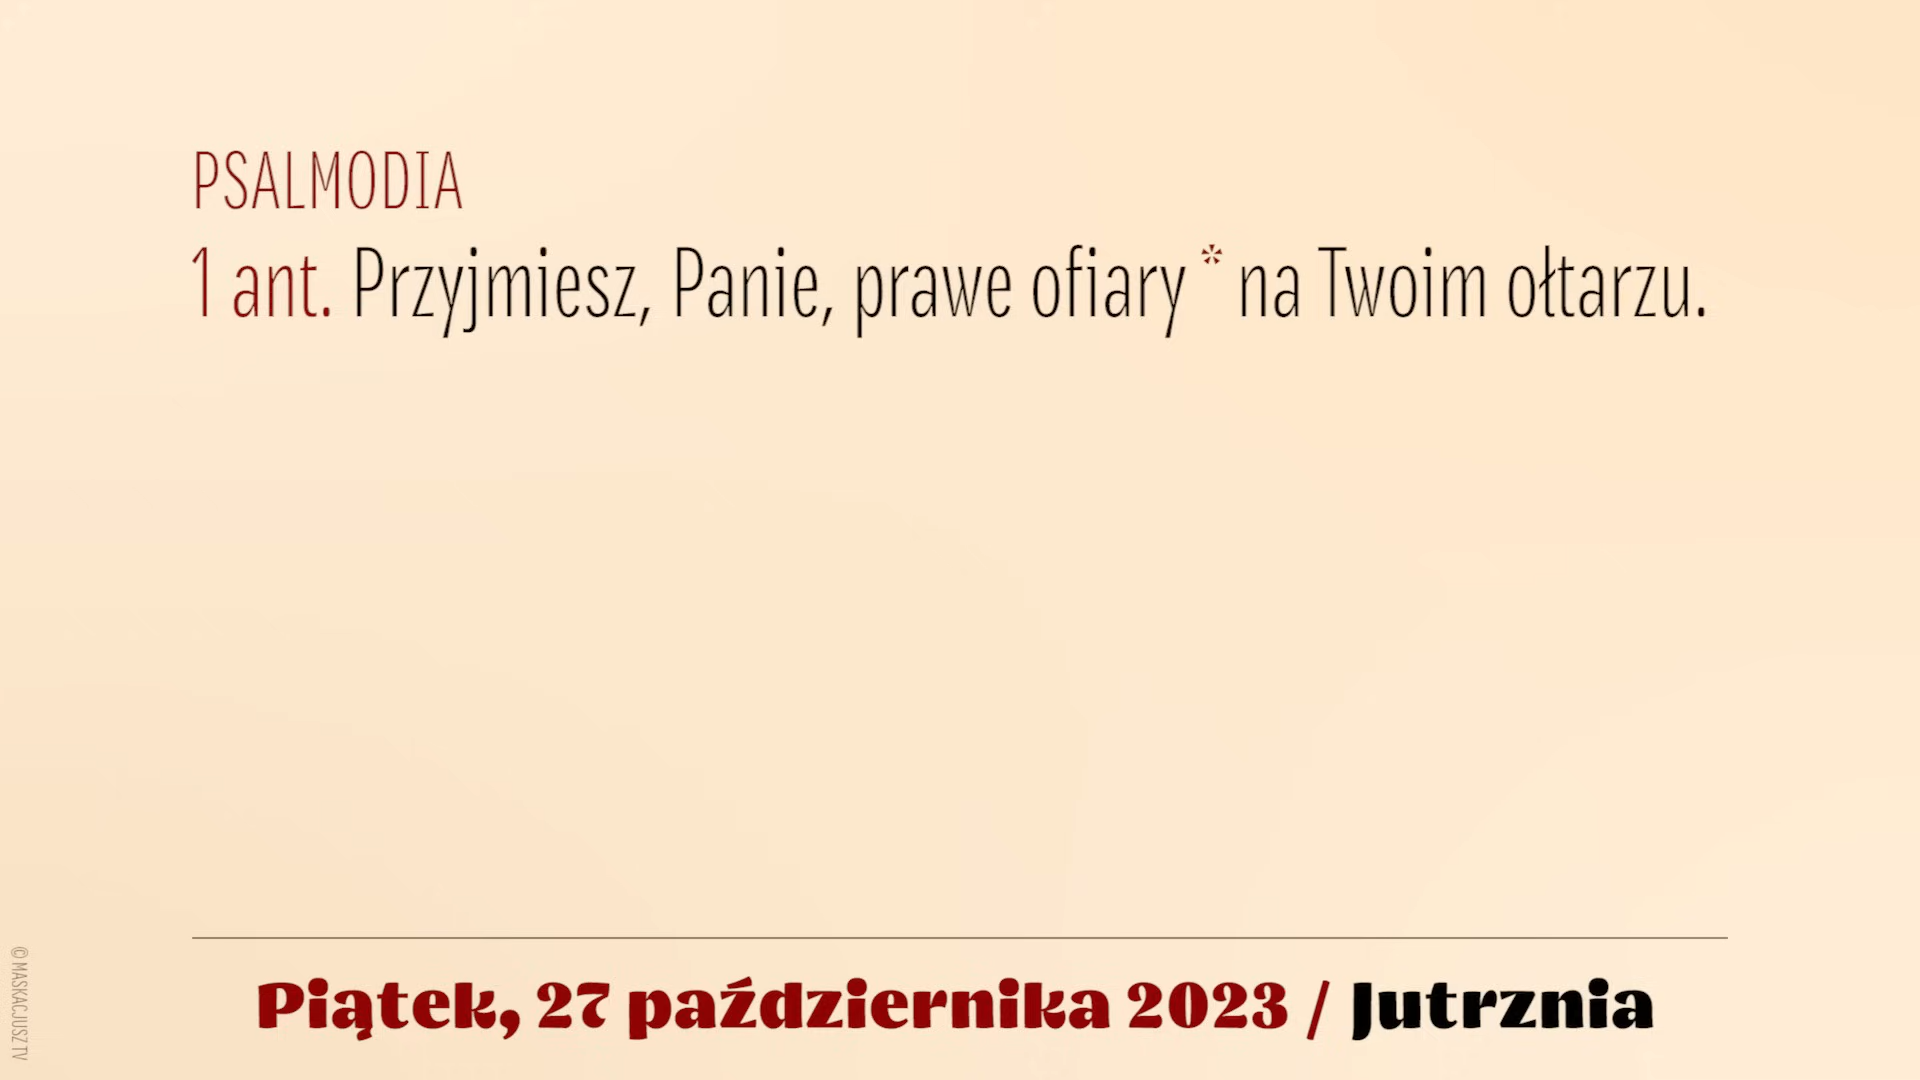 PSALMODIA
1 ant. Przyjmiesz, Panie, prawe ofiary * na Twoim ołtarzu.
Piątek, 27 października 2023 / Jutrznia
© MASKACJUSZ TV